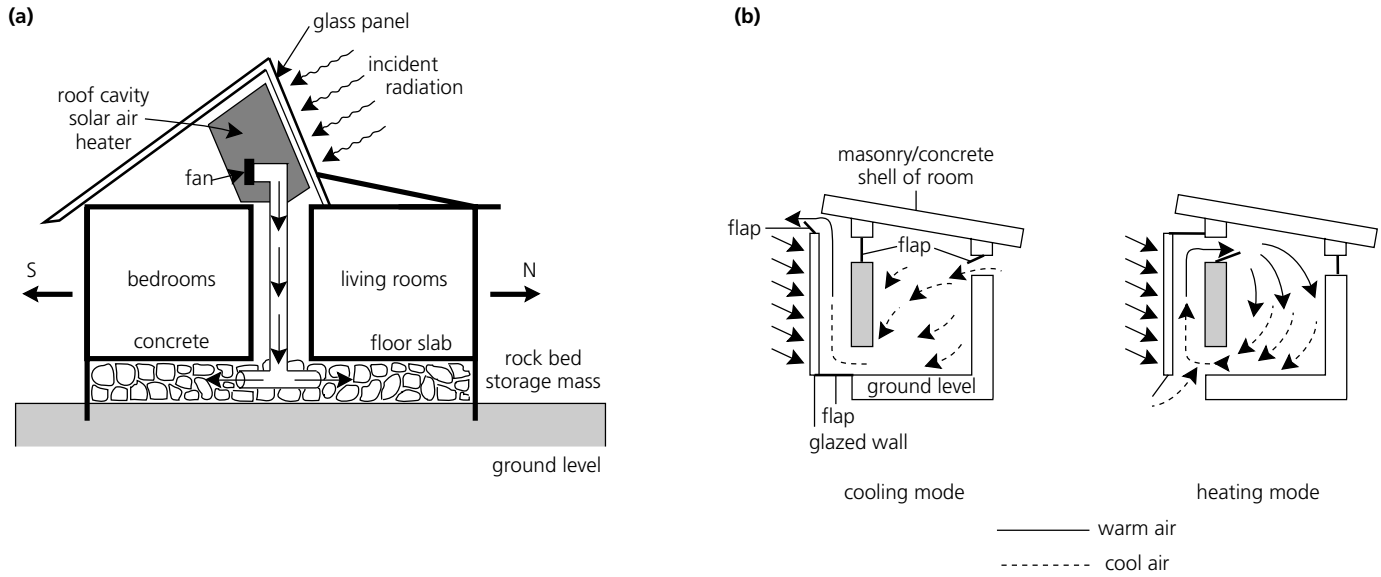 (a)
glass panel
incident
radiation
roof cavity
solar air
heater
fan
S
bedrooms
living rooms
N
concrete
floor slab
rock bed
storage mass
ground level
(b)
masonry/concrete
shell of room
flap
flap
ground level
flap
glazed wall
cooling mode
heating mode
warm air
cool air